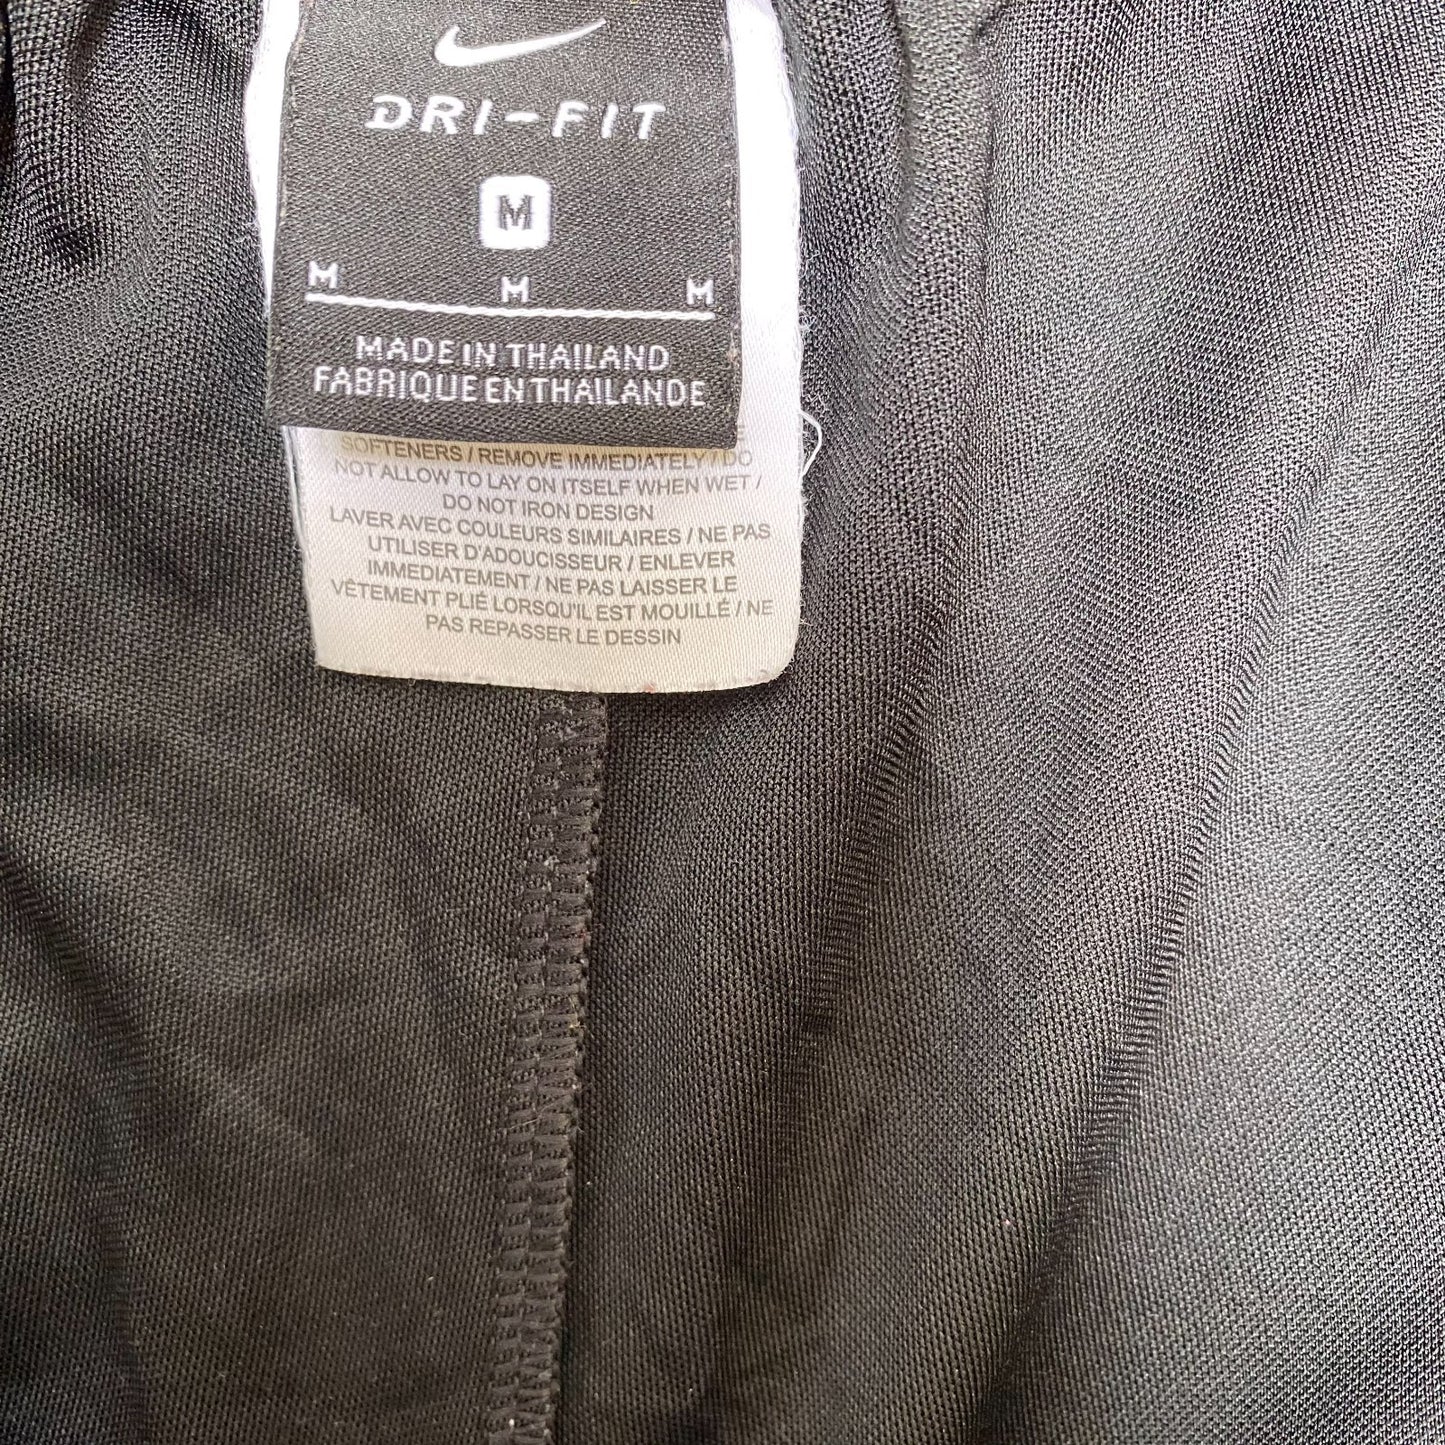 DRI-FIT
M
M M M
MADE IN THAILAND
FABRIQUE EN THAILANDE
SOFTENERS / REMOVE IMMEDIATELY / DO
NOT ALLOW TO LAY ON ITSELF WHEN WET /
DO NOT IRON DESIGN
LAVER AVEC COULEURS SIMILAIRES / NE PAS
UTILISER D'ADOUCISSEUR / ENLEVER
IMMEDIATEMENT / NE PAS LAISSER LE
VÊTEMENT PLIÉ LORSQU'IL EST MOUILLÉ / NE
PAS REPASSER LE DESSIN